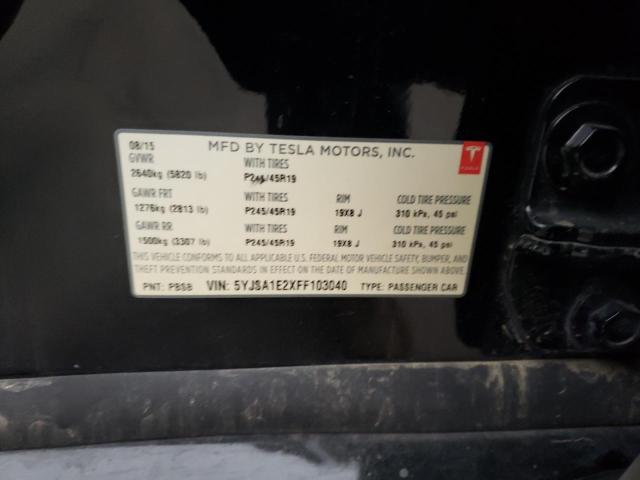 08/15 MFD BY TESLA MOTORS, INC.
GVWR WITH TIRES
2640kg (5820 lb) P245/45R19
GAWR FRT WITH TIRES RIM COLD TIRE PRESSURE
1276kg (2813 lb) P245/45R19 19X8 J 310 kPa, 45 psi
GAWR RR WITH TIRES RIM COLD TIRE PRESSURE
1500kg (3307 lb) P245/45R19 19X8 J 310 kPa, 45 psi
THIS VEHICLE CONFORMS TO ALL APPLICABLE U.S. FEDERAL MOTOR VEHICLE SAFETY, BUMPER,
AND THEFT PREVENTION STANDARDS IN EFFECT ON THE DATE OF MANUFACTURE SHOWN ABOVE.
PNT: PBSB VIN: 5YJSA1E2XFF103040 TYPE: PASSENGER CAR
TESLA